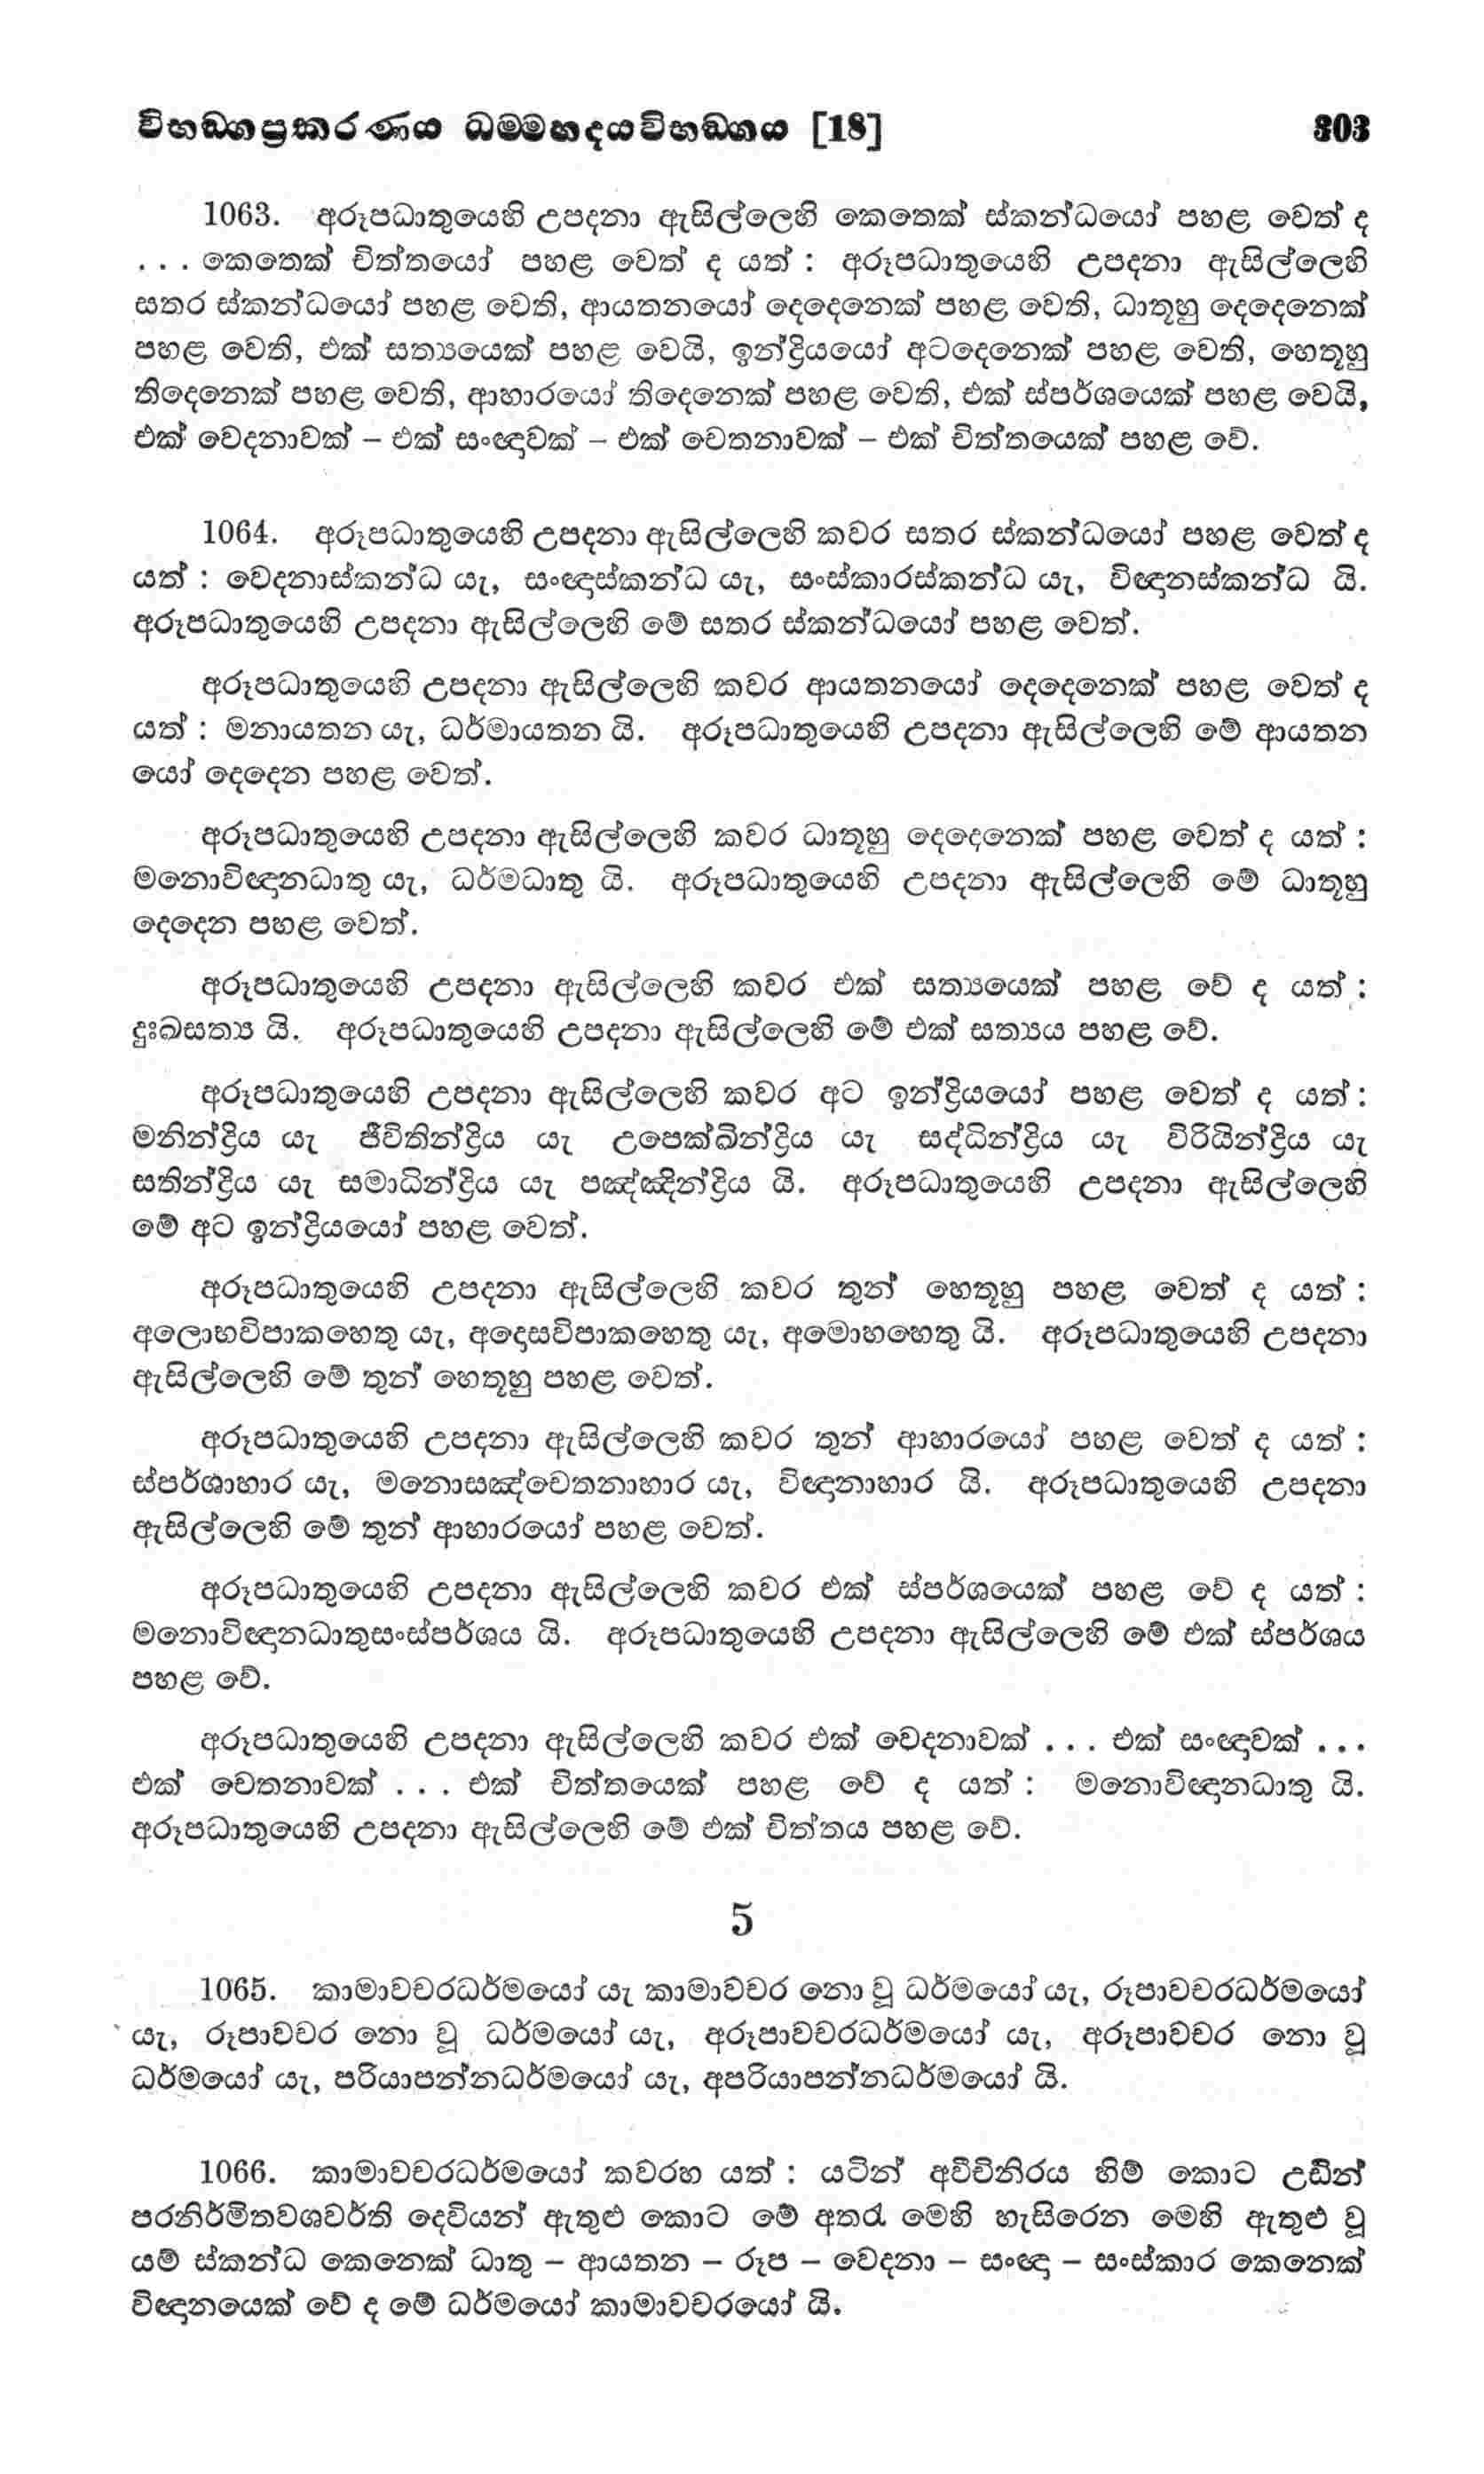 විභඞ්ගප්‍රකරණය ධම්මහදයවිභඞ්ගය [18] 303
1063. අරූපධාතුයෙහි උපදනා ඇසිල්ලෙහි කෙතෙක් ස්කන්ධයෝ පහළ වෙත් ද
. . . කෙතෙක් චිත්තයෝ පහළ වෙත් ද යත් : අරූපධාතුයෙහි උපදනා ඇසිල්ලෙහි
සතර ස්කන්ධයෝ පහළ වෙති, ආයතනයෝ දෙදෙනෙක් පහළ වෙති, ධාතූහු දෙදෙනෙක්
පහළ වෙති, එක් සත්‍යයෙක් පහළ වෙයි, ඉන්ද්‍රියයෝ අටදෙනෙක් පහළ වෙති, හෙතූහු
තිදෙනෙක් පහළ වෙති, ආහාරයෝ තිදෙනෙක් පහළ වෙති, එක් ස්පර්ශයෙක් පහළ වෙයි,
එක් වෙදනාවක් – එක් සංඥාවක් – එක් චෙතනාවක් – එක් චිත්තයෙක් පහළ වේ.
1064. අරූපධාතුයෙහි උපදනා ඇසිල්ලෙහි කවර සතර ස්කන්ධයෝ පහළ වෙත් ද
යත් : වෙදනාස්කන්ධ යැ, සංඥාස්කන්ධ යැ, සංස්කාරස්කන්ධ යැ, විඥානස්කන්ධ යි.
අරූපධාතුයෙහි උපදනා ඇසිල්ලෙහි මේ සතර ස්කන්ධයෝ පහළ වෙත්.
අරූපධාතුයෙහි උපදනා ඇසිල්ලෙහි කවර ආයතනයෝ දෙදෙනෙක් පහළ වෙත් ද
යත් : මනායතන යැ, ධර්මායතන යි. අරූපධාතුයෙහි උපදනා ඇසිල්ලෙහි මේ ආයතන
යෝ දෙදෙන පහළ වෙත්.
අරූපධාතුයෙහි උපදනා ඇසිල්ලෙහි කවර ධාතූහු දෙදෙනෙක් පහළ වෙත් ද යත් :
මනොවිඥානධාතු යැ, ධර්මධාතු යි. අරූපධාතුයෙහි උපදනා ඇසිල්ලෙහි මේ ධාතූහු
දෙදෙන පහළ වෙත්.
අරූපධාතුයෙහි උපදනා ඇසිල්ලෙහි කවර එක් සත්‍යයෙක් පහළ වේ ද යත් :
දුඃඛසත්‍ය යි. අරූපධාතුයෙහි උපදනා ඇසිල්ලෙහි මේ එක් සත්‍යය පහළ වේ.
අරූපධාතුයෙහි උපදනා ඇසිල්ලෙහි කවර අට ඉන්ද්‍රියයෝ පහළ වෙත් ද යත් :
මනින්ද්‍රිය යැ ජීවිතින්ද්‍රිය යැ උපෙක්ඛින්ද්‍රිය යැ සද්ධින්ද්‍රිය යැ විරියින්ද්‍රිය යැ
සතින්ද්‍රිය යැ සමාධින්ද්‍රිය යැ පඤ්ඤින්ද්‍රිය යි. අරූපධාතුයෙහි උපදනා ඇසිල්ලෙහි
මේ අට ඉන්ද්‍රියයෝ පහළ වෙත්.
අරූපධාතුයෙහි උපදනා ඇසිල්ලෙහි කවර තුන් හෙතූහු පහළ වෙත් ද යත් :
අලොභවිපාකහෙතු යැ, අදොසවිපාකහෙතු යැ, අමොහහෙතු යි. අරූපධාතුයෙහි උපදනා
ඇසිල්ලෙහි මේ තුන් හෙතූහු පහළ වෙත්.
අරූපධාතුයෙහි උපදනා ඇසිල්ලෙහි කවර තුන් ආහාරයෝ පහළ වෙත් ද යත් :
ස්පර්ශාහාර යැ, මනොසඤ්චෙතනාහාර යැ, විඥානාහාර යි. අරූපධාතුයෙහි උපදනා
ඇසිල්ලෙහි මේ තුන් ආහාරයෝ පහළ වෙත්.
අරූපධාතුයෙහි උපදනා ඇසිල්ලෙහි කවර එක් ස්පර්ශයෙක් පහළ වේ ද යත් :
මනොවිඥානධාතුසංස්පර්ශය යි. අරූපධාතුයෙහි උපදනා ඇසිල්ලෙහි මේ එක් ස්පර්ශය
පහළ වේ.
අරූපධාතුයෙහි උපදනා ඇසිල්ලෙහි කවර එක් වෙදනාවක් . . . එක් සංඥාවක් . . .
එක් චෙතනාවක් . . . එක් චිත්තයෙක් පහළ වේ ද යත් : මනොවිඥානධාතු යි.
අරූපධාතුයෙහි උපදනා ඇසිල්ලෙහි මේ එක් චිත්තය පහළ වේ.
5
1065. කාමාවචරධර්මයෝ යැ කාමාවචර නො වූ ධර්මයෝ යැ, රූපාවචරධර්මයෝ
යැ, රූපාවචර නො වූ ධර්මයෝ යැ, අරූපාවචරධර්මයෝ යැ, අරූපාවචර නො වූ
ධර්මයෝ යැ, පරියාපන්නධර්මයෝ යැ, අපරියාපන්නධර්මයෝ යි.
1066. කාමාවචරධර්මයෝ කවරහ යත් : යටින් අවීචිනිරය හිම් කොට උඩින්
පරනිර්මිතවශවර්ති දෙවියන් ඇතුළු කොට මේ අතරැ මෙහි හැසිරෙන මෙහි ඇතුළු වූ
යම් ස්කන්ධ කෙනෙක් ධාතු – ආයතන – රූප – වෙදනා – සංඥා – සංස්කාර කෙනෙක්
විඥානයෙක් වේ ද මේ ධර්මයෝ කාමාවචරයෝ යි.